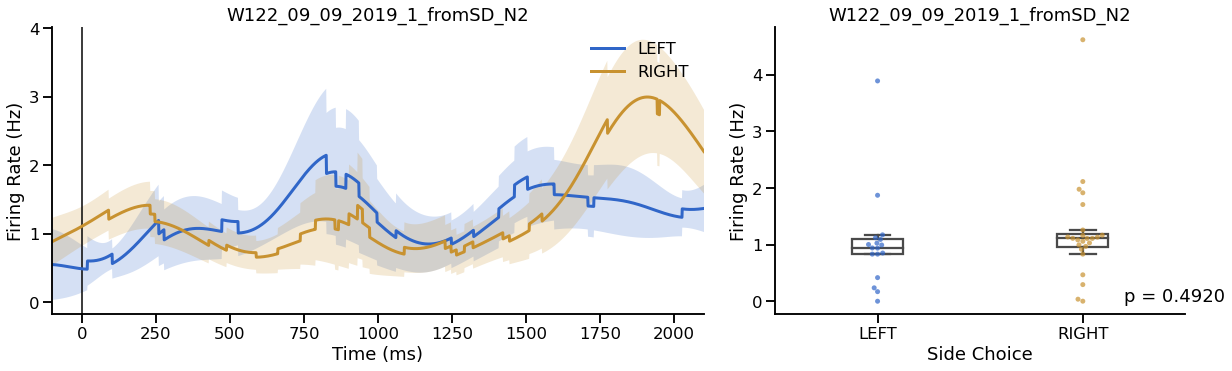 W122_09_09_2019_1_fromSD_N2
Firing Rate (Hz)
4
3
2
1
0
LEFT
RIGHT
0
250
500
750
1000
1250
1500
1750
2000
Time (ms)
W122_09_09_2019_1_fromSD_N2
Firing Rate (Hz)
4
3
2
1
0
p = 0.4920
LEFT
RIGHT
Side Choice